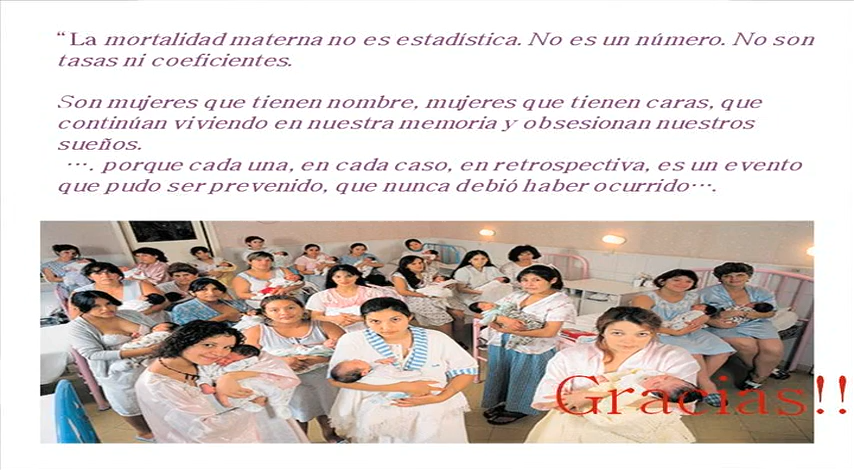 “La mortalidad materna no es estadística. No es un número. No son
tasas ni coeficientes.
Son mujeres que tienen nombre, mujeres que tienen caras, que
continúan viviendo en nuestra memoria y obsesionan nuestros
sueños.
…. porque cada una, en cada caso, en retrospectiva, es un evento
que pudo ser prevenido, que nunca debió haber ocurrido….
Gracias!!